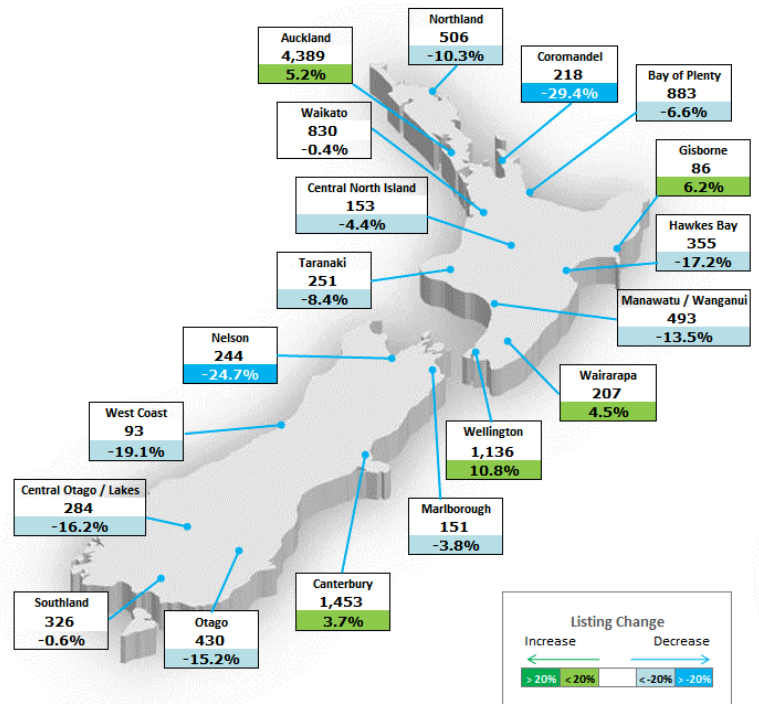 Northland
506
-10.3%
Auckland
4,389
5.2%
Coromandel
218
-29.4%
Bay of Plenty
883
-6.6%
Waikato
830
-0.4%
Gisborne
86
6.2%
Central North Island
153
-4.4%
Hawkes Bay
355
-17.2%
Taranaki
251
-8.4%
Manawatu / Wanganui
493
-13.5%
Nelson
244
-24.7%
Wairarapa
207
4.5%
West Coast
93
-19.1%
Wellington
1,136
10.8%
Central Otago / Lakes
284
-16.2%
Marlborough
151
-3.8%
Canterbury
1,453
3.7%
Southland
326
-0.6%
Otago
430
-15.2%
Listing Change
Increase Decrease
> 20% < 20% < -20% > -20%